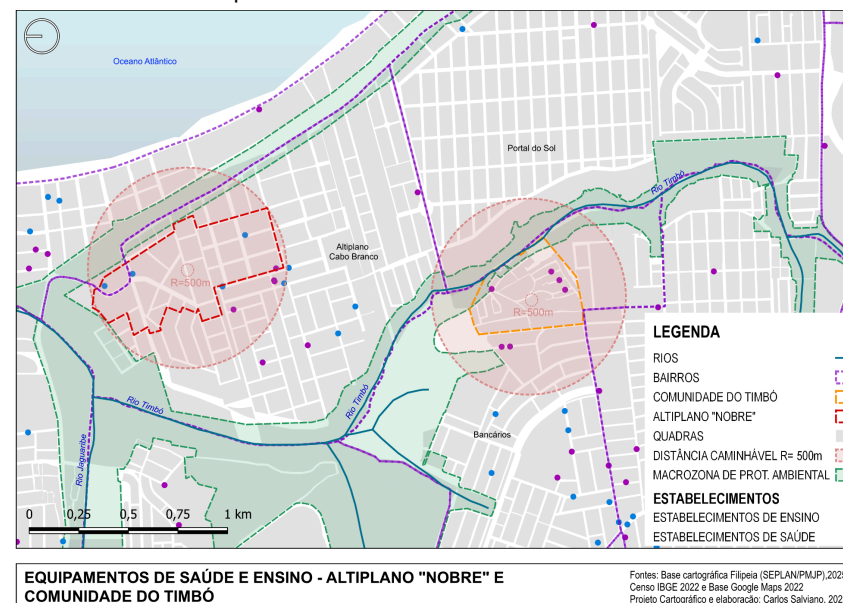 Oceano Atlântico
Portal do Sol
Rio Timbó
Altiplano
Cabo Branco
R=500m
R=500m
LEGENDA
RIOS
BAIRROS
COMUNIDADE DO TIMBÓ
ALTIPLANO "NOBRE"
QUADRAS
DISTÂNCIA CAMINHÁVEL R= 500m
MACROZONA DE PROT. AMBIENTAL
ESTABELECIMENTOS
ESTABELECIMENTOS DE ENSINO
ESTABELECIMENTOS DE SAÚDE
Rio Timbó
Rio Timbó
Bancários
Rio Jaguaribe
0 0,25 0,5 0,75 1 km
EQUIPAMENTOS DE SAÚDE E ENSINO - ALTIPLANO "NOBRE" E
COMUNIDADE DO TIMBÓ
Fontes: Base cartográfica Filipeia (SEPLAN/PMJP),2025
Censo IBGE 2022 e Base Google Maps 2022
Projeto Cartográfico e elaboração: Carlos Salviano, 202